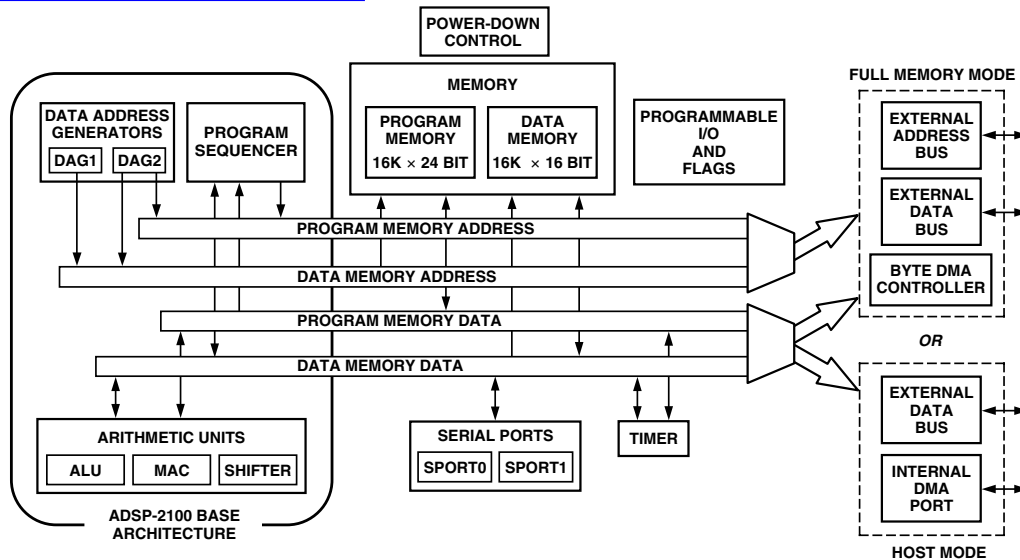 POWER-DOWN
CONTROL
MEMORY
PROGRAM
MEMORY
16K × 24 BIT
DATA
MEMORY
16K × 16 BIT
DATA ADDRESS
GENERATORS
DAG1
DAG2
PROGRAM
SEQUENCER
PROGRAMMABLE
I/O
AND
FLAGS
FULL MEMORY MODE
EXTERNAL
ADDRESS
BUS
EXTERNAL
DATA
BUS
BYTE DMA
CONTROLLER
PROGRAM MEMORY ADDRESS
DATA MEMORY ADDRESS
PROGRAM MEMORY DATA
DATA MEMORY DATA
OR
EXTERNAL
DATA
BUS
INTERNAL
DMA
PORT
HOST MODE
ARITHMETIC UNITS
ALU
MAC
SHIFTER
SERIAL PORTS
SPORT0
SPORT1
TIMER
ADSP-2100 BASE
ARCHITECTURE